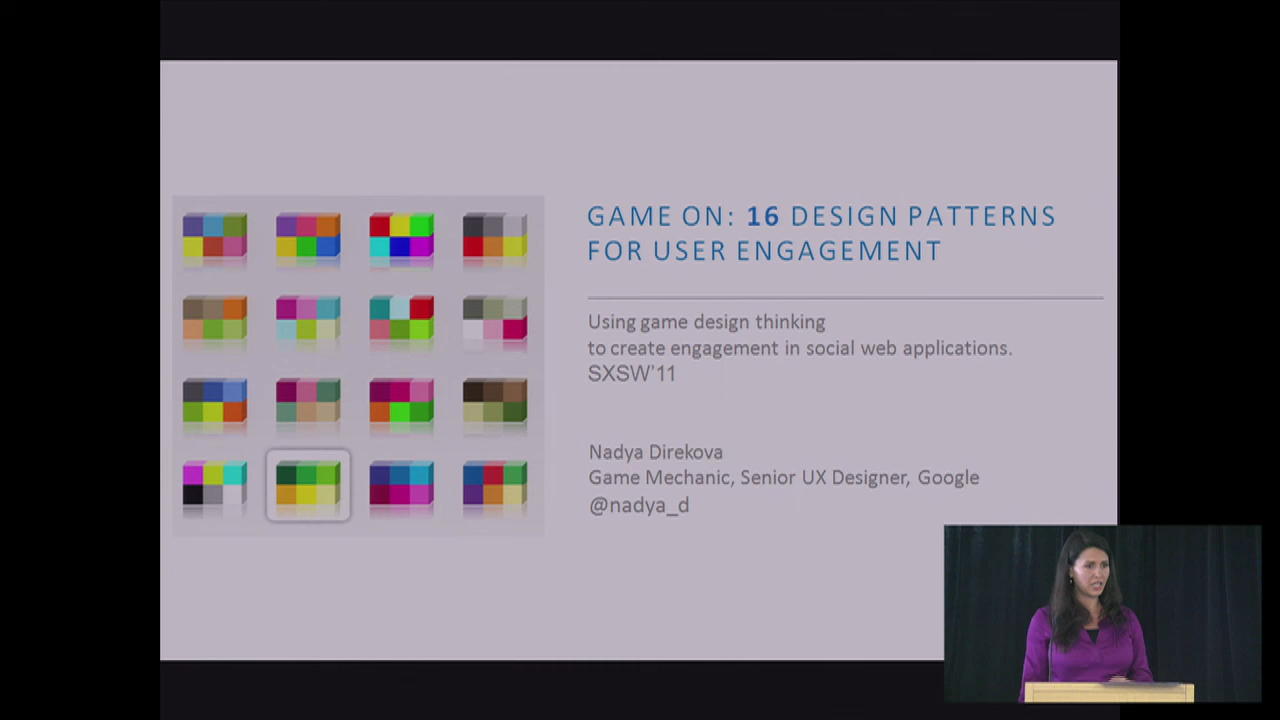 GAME ON: 16 DESIGN PATTERNS
FOR USER ENGAGEMENT
Using game design thinking
to create engagement in social web applications.
SXSW'11
Nadya Direkova
Game Mechanic, Senior UX Designer, Google
@nadya_d